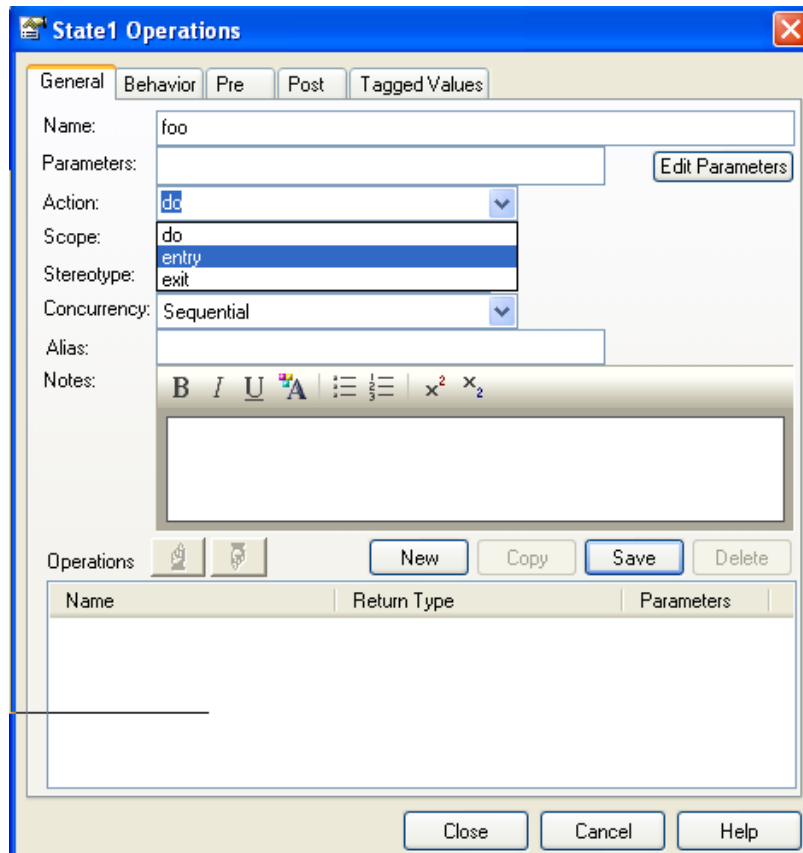 State1 Operations
General Behavior Pre Post Tagged Values
Name: foo
Parameters: Edit Parameters
Action: do
Scope: do
entry
Stereotype: exit
Concurrency: Sequential
Alias:
Notes: B I U A x² x₂
Operations New Copy Save Delete
Name Return Type Parameters
Close Cancel Help